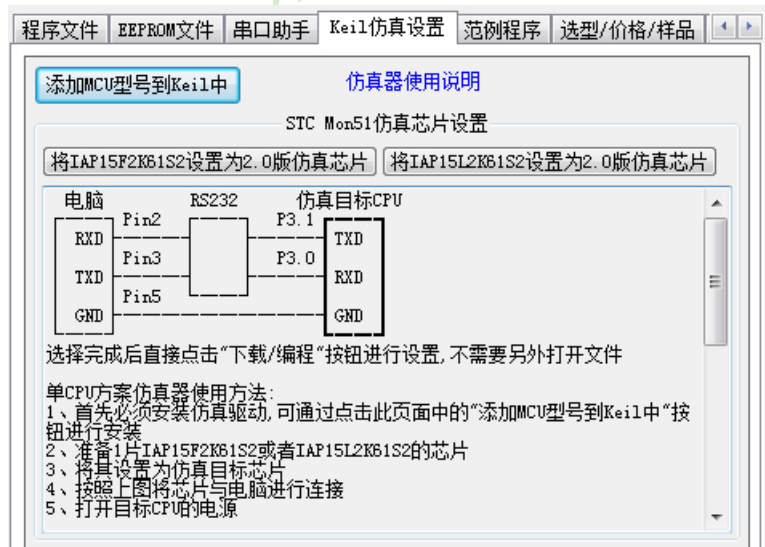 程序文件 EEPROM文件 串口助手 Keil仿真设置 范例程序 选型/价格/样品
添加MCU型号到Keil中 仿真器使用说明
STC Mon51仿真芯片设置
将IAP15F2K61S2设置为2.0版仿真芯片 将IAP15L2K61S2设置为2.0版仿真芯片
电脑 RS232 仿真目标CPU
Pin2 P3.1
RXD TXD
Pin3 P3.0
TXD RXD
Pin5
GND GND
选择完成后直接点击"下载/编程"按钮进行设置,不需要另外打开文件
单CPU方案仿真器使用方法:
1、首先必须安装仿真驱动,可通过点击此页面中的"添加MCU型号到Keil中"按
钮进行安装
2、准备1片IAP15F2K61S2或者IAP15L2K61S2的芯片
3、将其设置为仿真目标芯片
4、按照上图将芯片与电脑进行连接
5、打开目标CPU的电源